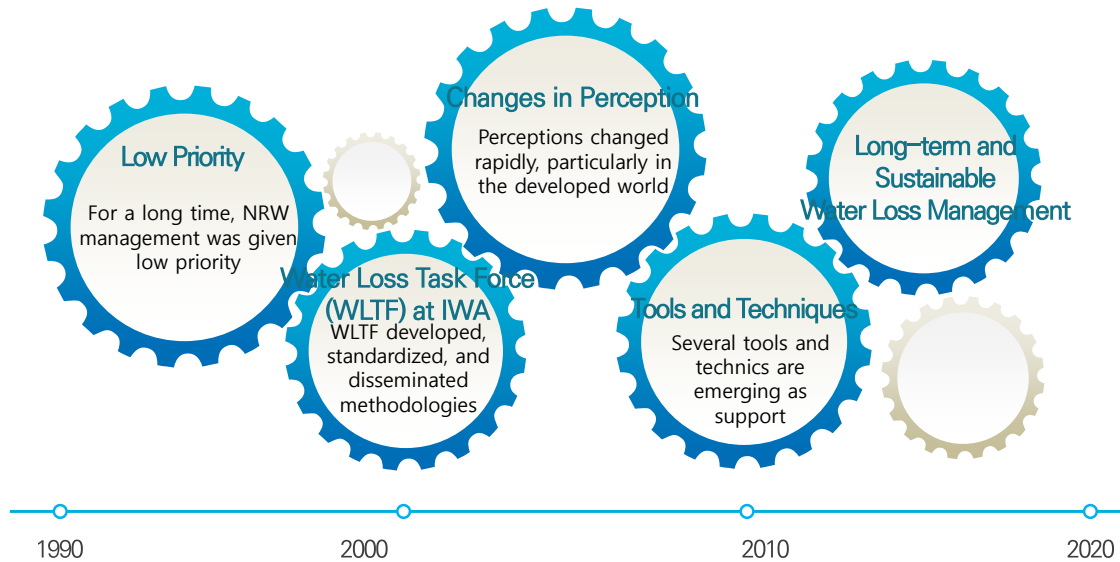 Low Priority
For a long time, NRW
management was given
low priority
Water Loss Task Force
(WLTF) at IWA
WLTF developed,
standardized, and
disseminated
methodologies
Changes in Perception
Perceptions changed
rapidly, particularly in
the developed world
Tools and Techniques
Several tools and
technics are
emerging as
support
Long-term and
Sustainable
Water Loss Management
1990
2000
2010
2020